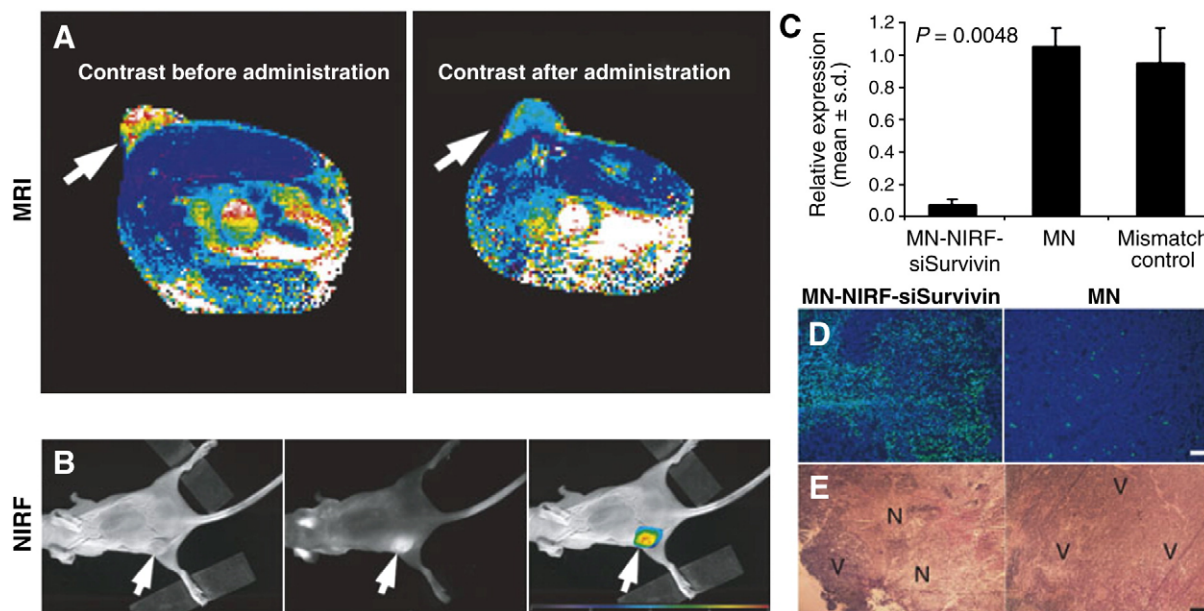 A
Contrast before administration
Contrast after administration
MRI
B
NIRF
C
P = 0.0048
Relative expression
(mean ± s.d.)
1.2
1.0
0.8
0.6
0.4
0.2
0.0
MN-NIRF-
siSurvivin
MN
Mismatch
control
MN-NIRF-siSurvivin
MN
D
E
N
V
N
V
V
V